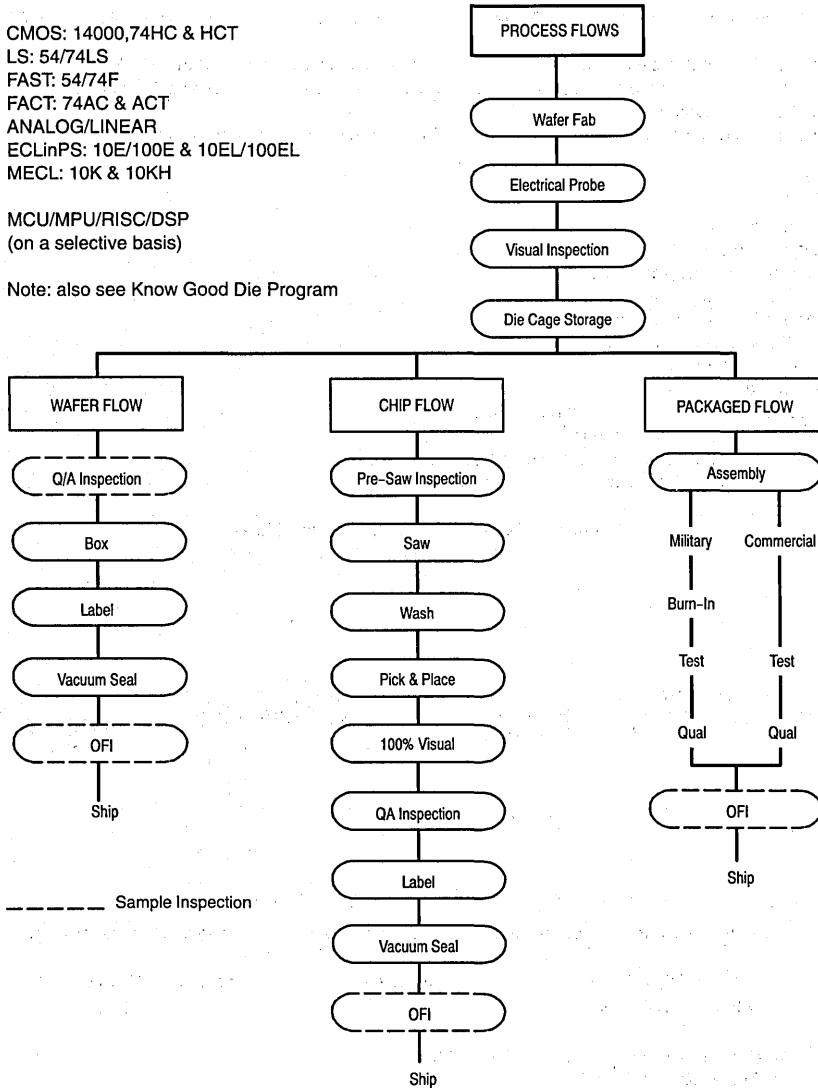 CMOS: 14000,74HC & HCT
LS: 54/74LS
FAST: 54/74F
FACT: 74AC & ACT
ANALOG/LINEAR
ECLinPS: 10E/100E & 10EL/100EL
MECL: 10K & 10KH
MCU/MPU/RISC/DSP
(on a selective basis)
Note: also see Know Good Die Program
PROCESS FLOWS
Wafer Fab
Electrical Probe
Visual Inspection
Die Cage Storage
WAFER FLOW
Q/A Inspection
Box
Label
Vacuum Seal
OFI
Ship
CHIP FLOW
Pre–Saw Inspection
Saw
Wash
Pick & Place
100% Visual
QA Inspection
Label
Vacuum Seal
OFI
Ship
PACKAGED FLOW
Assembly
Military Commercial
Burn–In
Test Test
Qual Qual
OFI
Ship
Sample Inspection